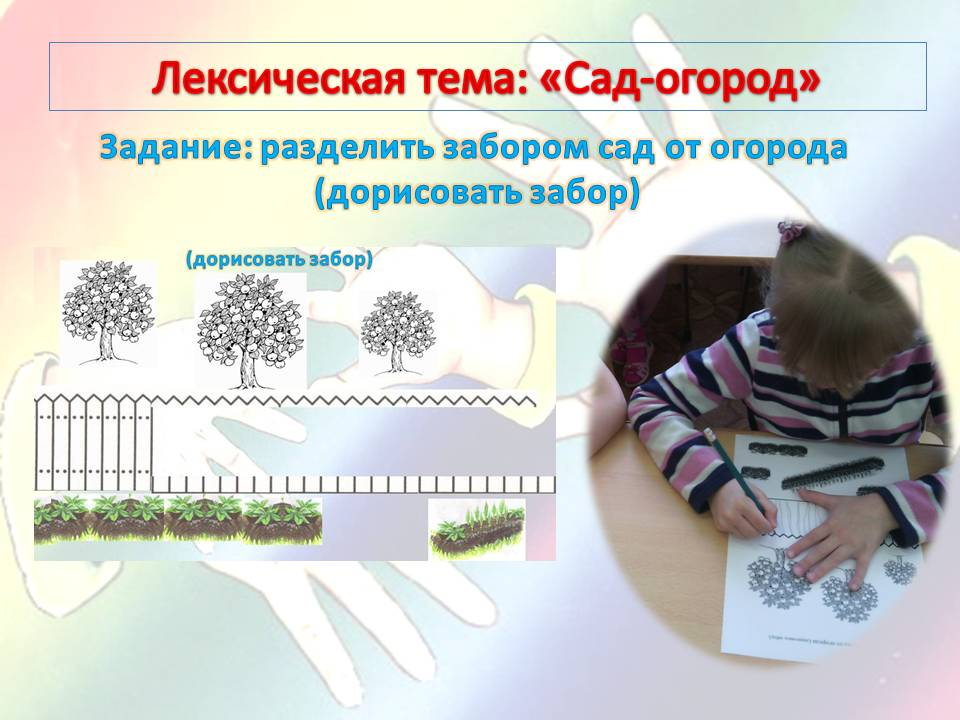 Лексическая тема: «Сад-огород»
Задание: разделить забором сад от огорода
(дорисовать забор)
(дорисовать забор)